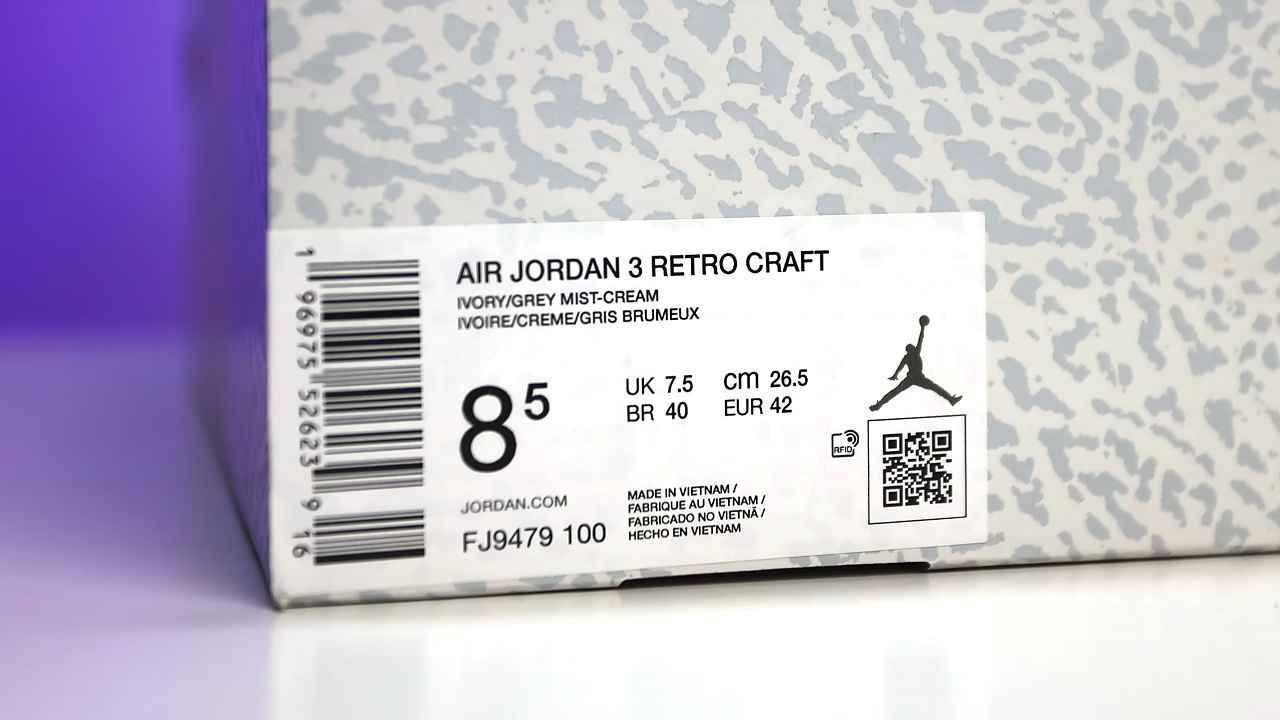 AIR JORDAN 3 RETRO CRAFT
IVORY/GREY MIST-CREAM
IVOIRE/CREME/GRIS BRUMEUX
8 5
UK 7.5 CM 26.5
BR 40 EUR 42
RFID
JORDAN.COM
FJ9479 100
MADE IN VIETNAM /
FABRIQUE AU VIETNAM /
FABRICADO NO VIETNÃ /
HECHO EN VIETNAM
1 96975 52623 9 16